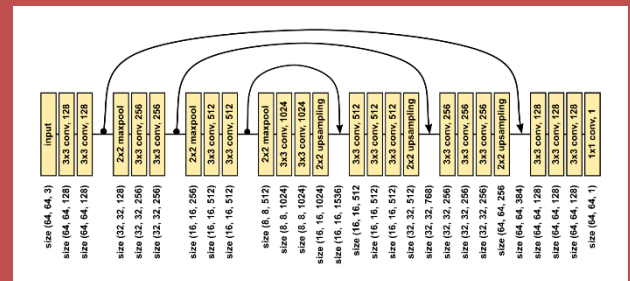 input
3x3 conv, 128
3x3 conv, 128
2x2 maxpool
3x3 conv, 256
3x3 conv, 256
2x2 maxpool
3x3 conv, 512
3x3 conv, 512
2x2 maxpool
3x3 conv, 1024
3x3 conv, 1024
2x2 upsampling
3x3 conv, 512
3x3 conv, 512
3x3 conv, 512
2x2 upsampling
3x3 conv, 256
3x3 conv, 256
3x3 conv, 256
2x2 upsampling
3x3 conv, 128
3x3 conv, 128
3x3 conv, 128
1x1 conv, 1
size (64, 64, 3)
size (64, 64, 128)
size (64, 64, 128)
size (32, 32, 128)
size (32, 32, 256)
size (32, 32, 256)
size (16, 16, 256)
size (16, 16, 512)
size (16, 16, 512)
size (8, 8, 512)
size (8, 8, 1024)
size (8, 8, 1024)
size (16, 16, 1024)
size (16, 16, 1536)
size (16, 16, 512
size (16, 16, 512)
size (16, 16, 512)
size (32, 32, 512)
size (32, 32, 768)
size (32, 32, 256)
size (32, 32, 256)
size (32, 32, 256)
size (64, 64, 256
size (64, 64, 384)
size (64, 64, 128)
size (64, 64, 128)
size (64, 64, 128)
size (64, 64, 1)